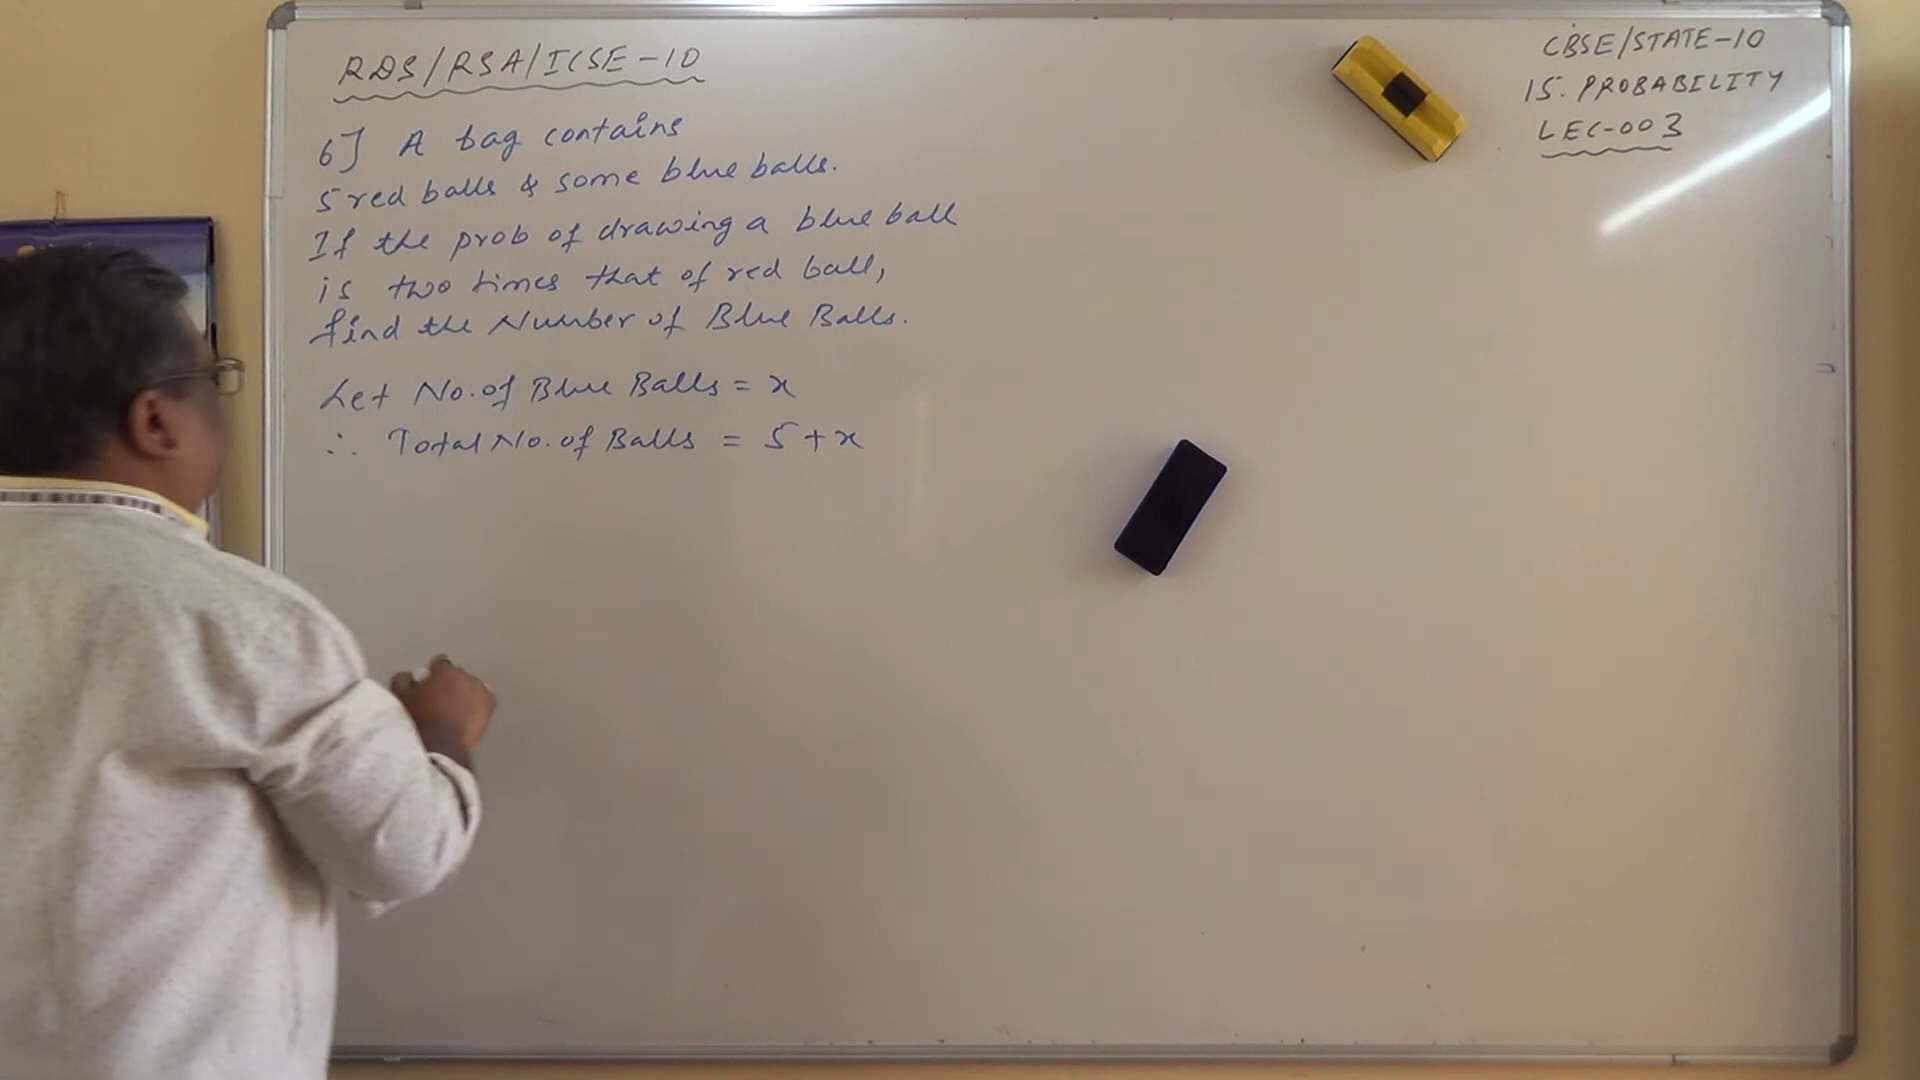 RDS/RSA/ICSE-10
6] A bag contains
5 red balls & some blue balls.
If the prob of drawing a blue ball
is two times that of red ball,
find the Number of Blue Balls.
Let No. of Blue Balls = x
∴ Total No. of Balls = 5 + x
CBSE/STATE-10
15. PROBABILITY
LEC-003